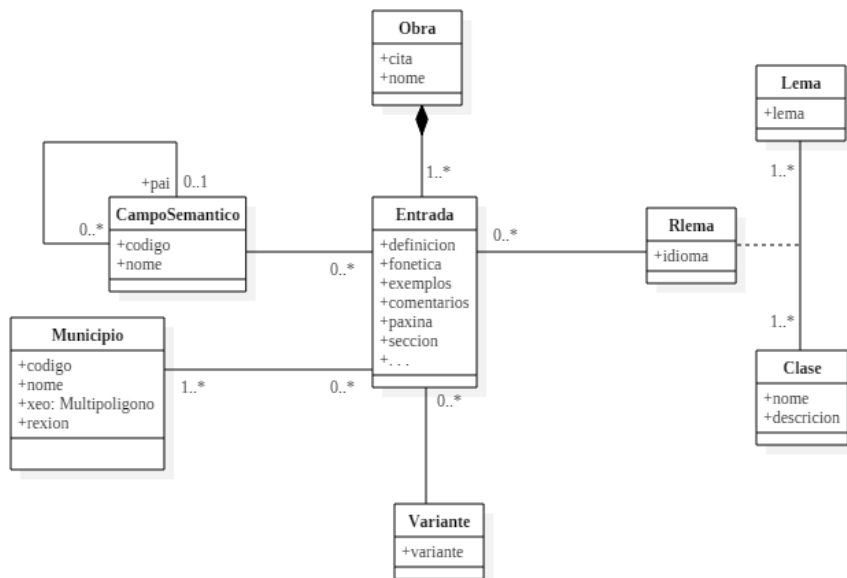 Obra
+cita
+nome
1..*
Lema
+lema
1..*
+pai
0..1
0..*
CampoSemantico
+codigo
+nome
0..*
Entrada
+definicion
+fonetica
+exemplos
+comentarios
+paxina
+seccion
+. . .
0..*
Rlema
+idioma
1..*
Clase
+nome
+descricion
Municipio
+codigo
+nome
+xeo: Multipoligono
+rexion
1..*
0..*
0..*
Variante
+variante